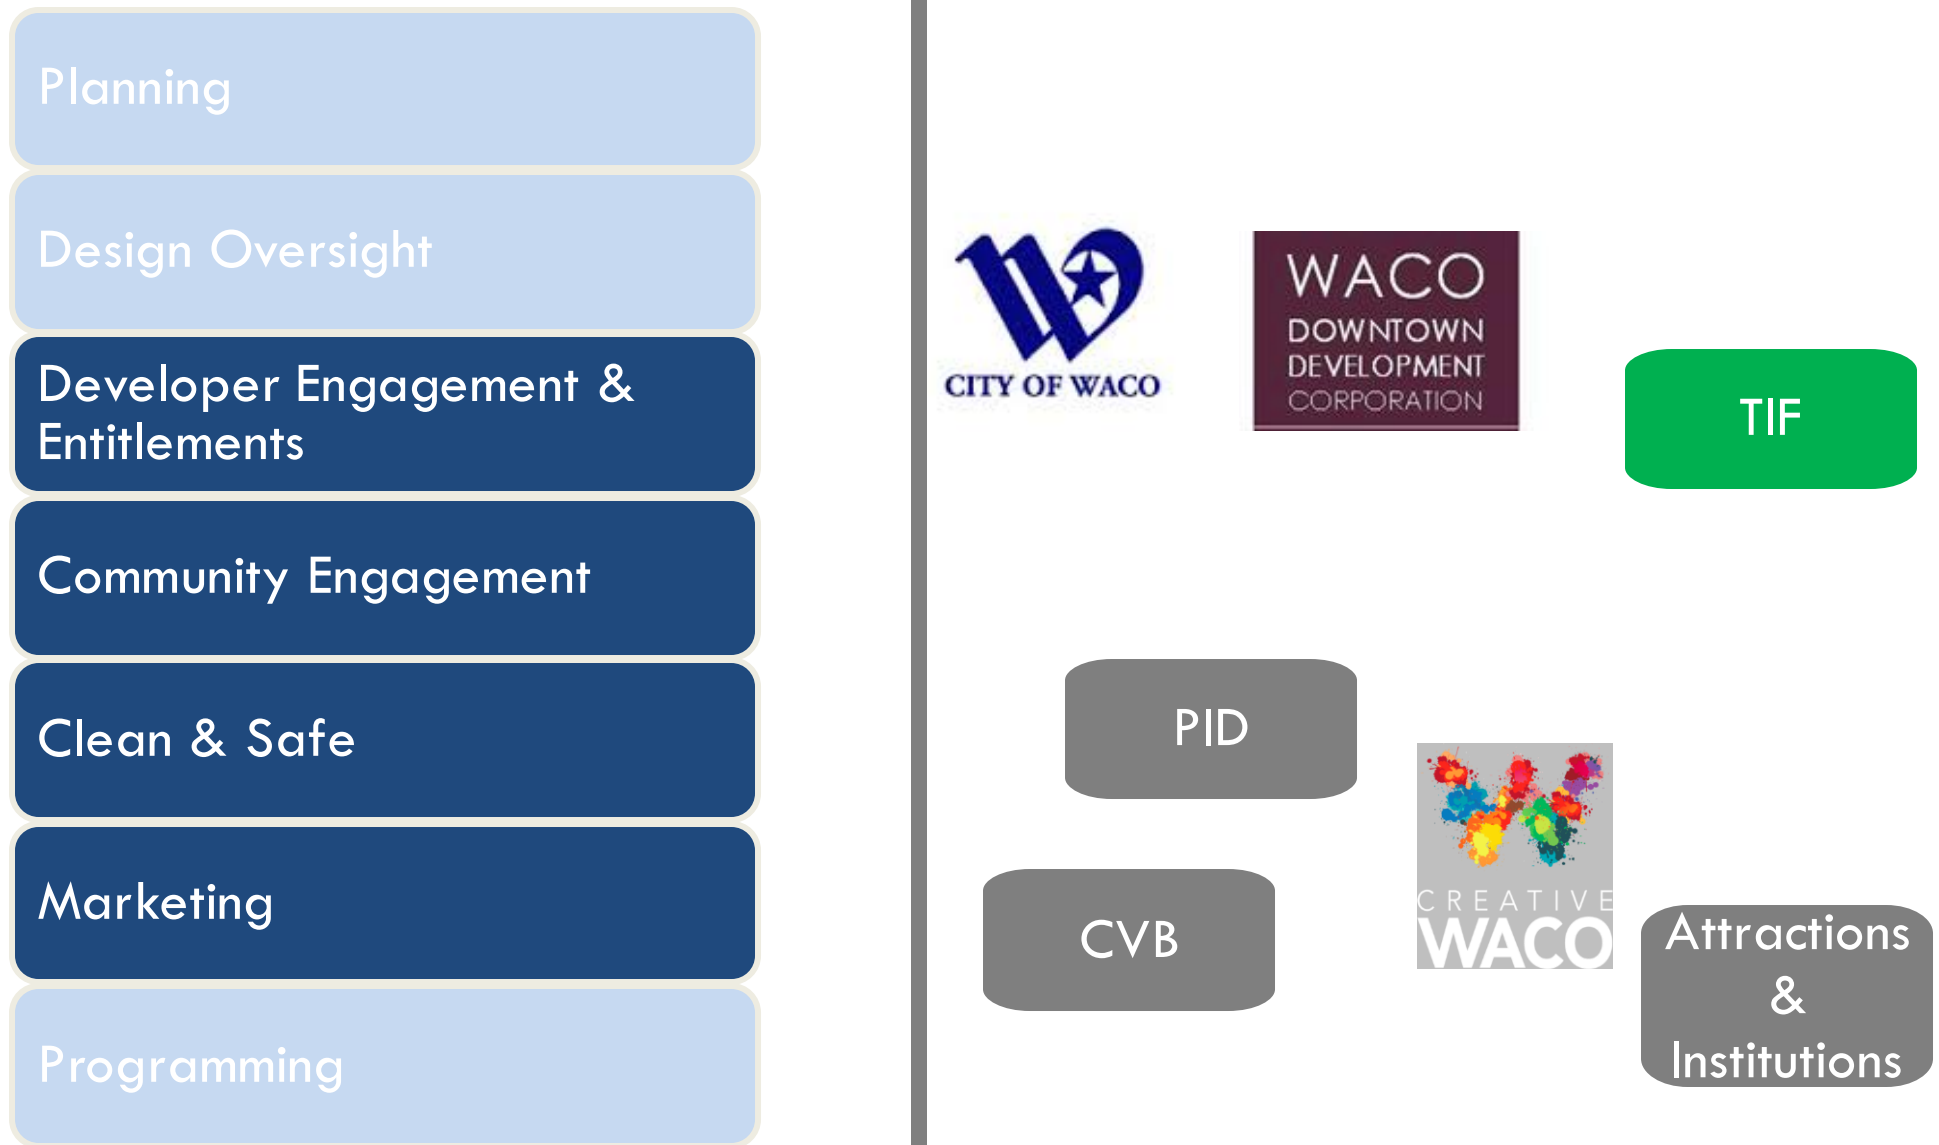 Planning
Design Oversight
Developer Engagement &
Entitlements
Community Engagement
Clean & Safe
Marketing
Programming
CITY OF WACO
WACO
DOWNTOWN
DEVELOPMENT
CORPORATION
TIF
PID
CREATIVE
WACO
CVB
Attractions
&
Institutions